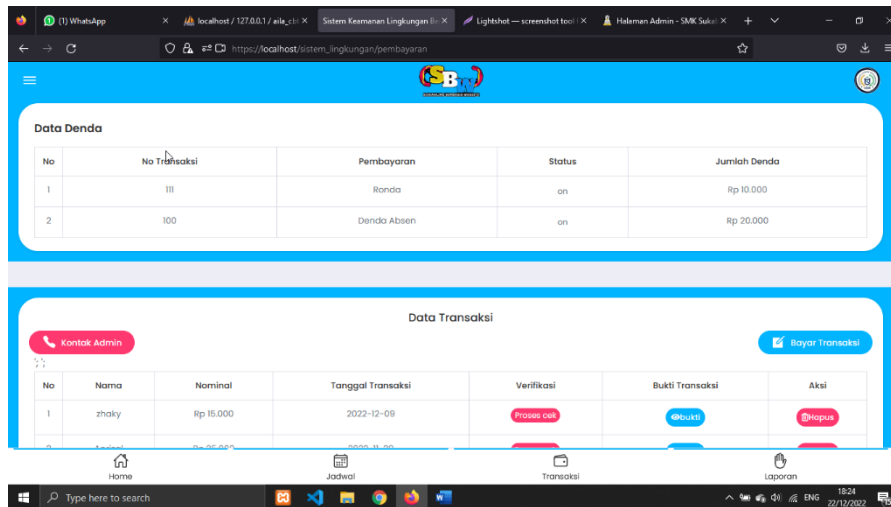 (1) WhatsApp
localhost / 127.0.0.1 / aila_cbt
Sistem Keamanan Lingkungan Be
Lightshot — screenshot tool
Halaman Admin - SMK Suka
https://localhost/sistem_lingkungan/pembayaran
SBW
Data Denda
No No Transaksi Pembayaran Status Jumlah Denda
1 111 Ronda on Rp 10.000
2 100 Denda Absen on Rp 20.000
Data Transaksi
Kontak Admin
Bayar Transaksi
; ;
No Nama Nominal Tanggal Transaksi Verifikasi Bukti Transaksi Aksi
1 zhaky Rp 15.000 2022-12-09 Proses cek bukti Hapus
Home Jadwal Transaksi Laporan
Type here to search
ENG
18:24
22/12/2022